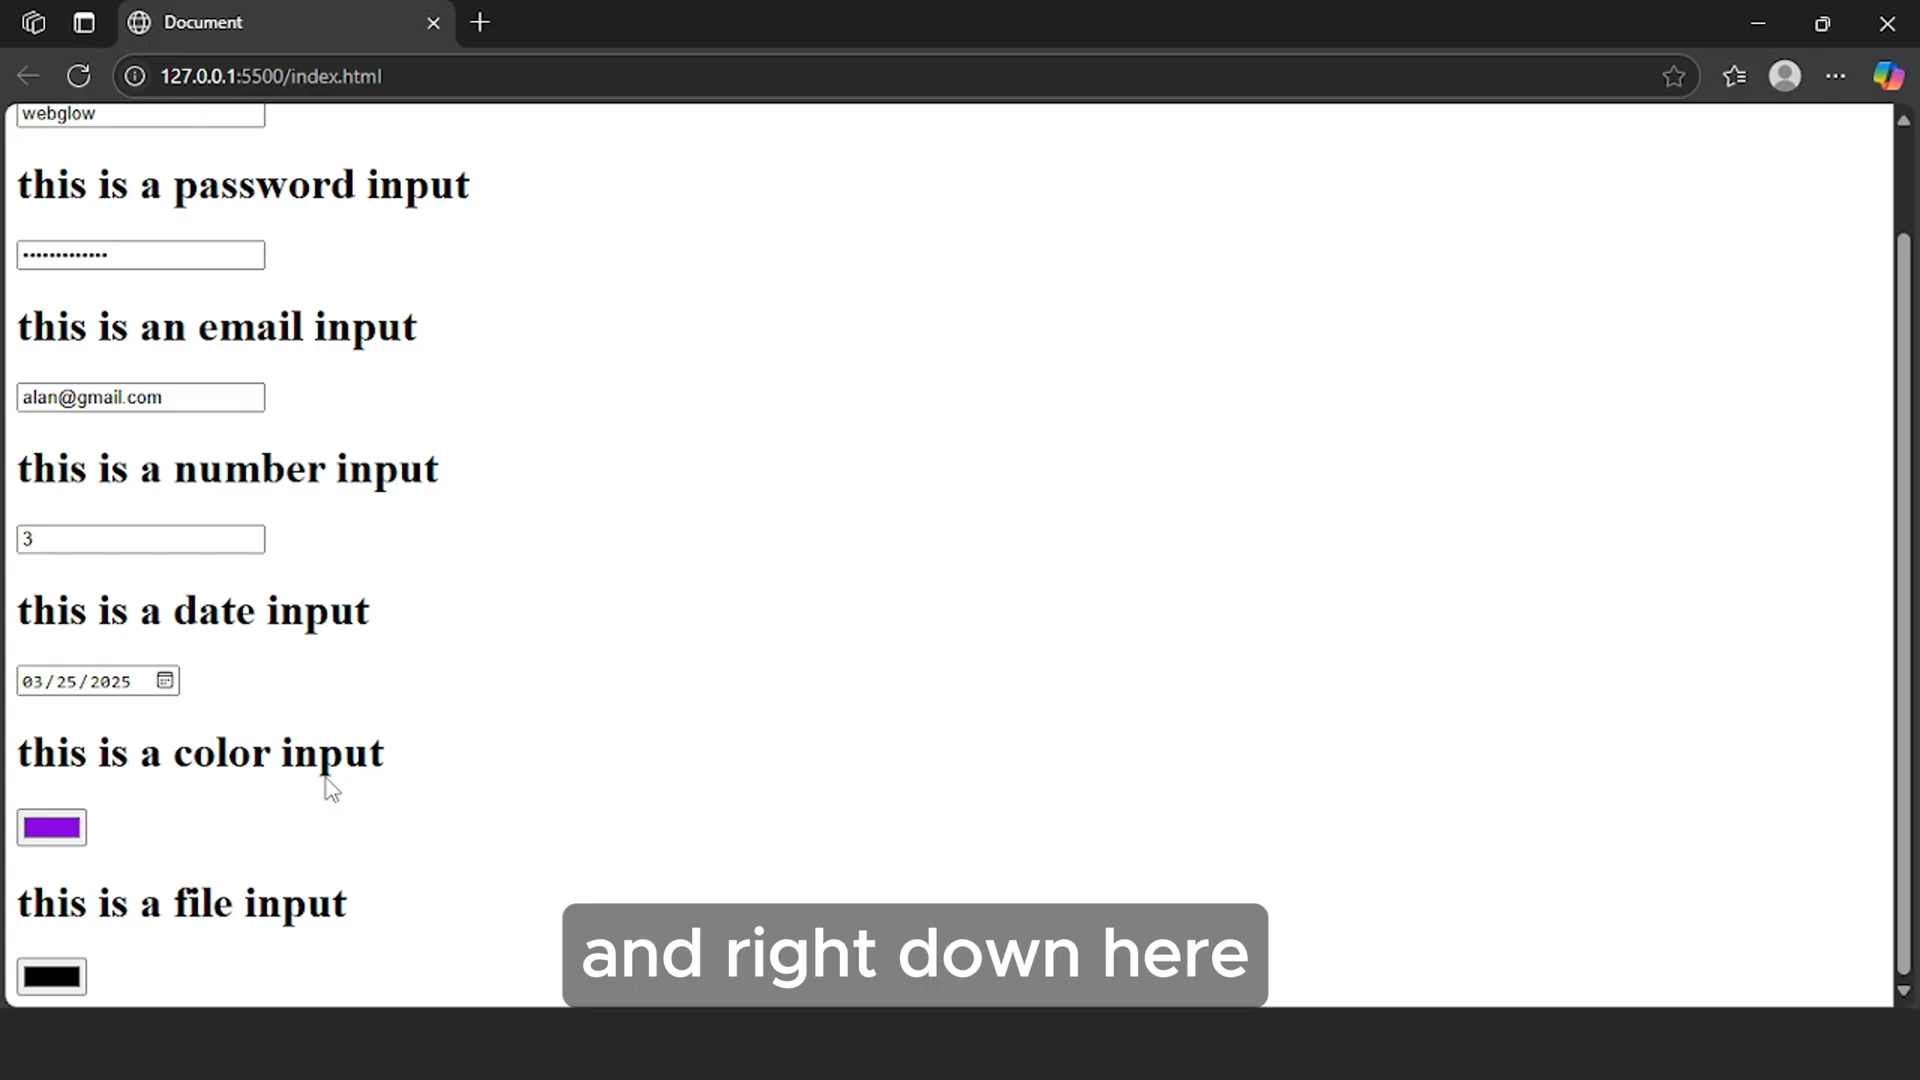 Document
127.0.0.1:5500/index.html
webglow
this is a password input
•••••••••••••
this is an email input
alan@gmail.com
this is a number input
3
this is a date input
03/25/2025
this is a color input
this is a file input
and right down here